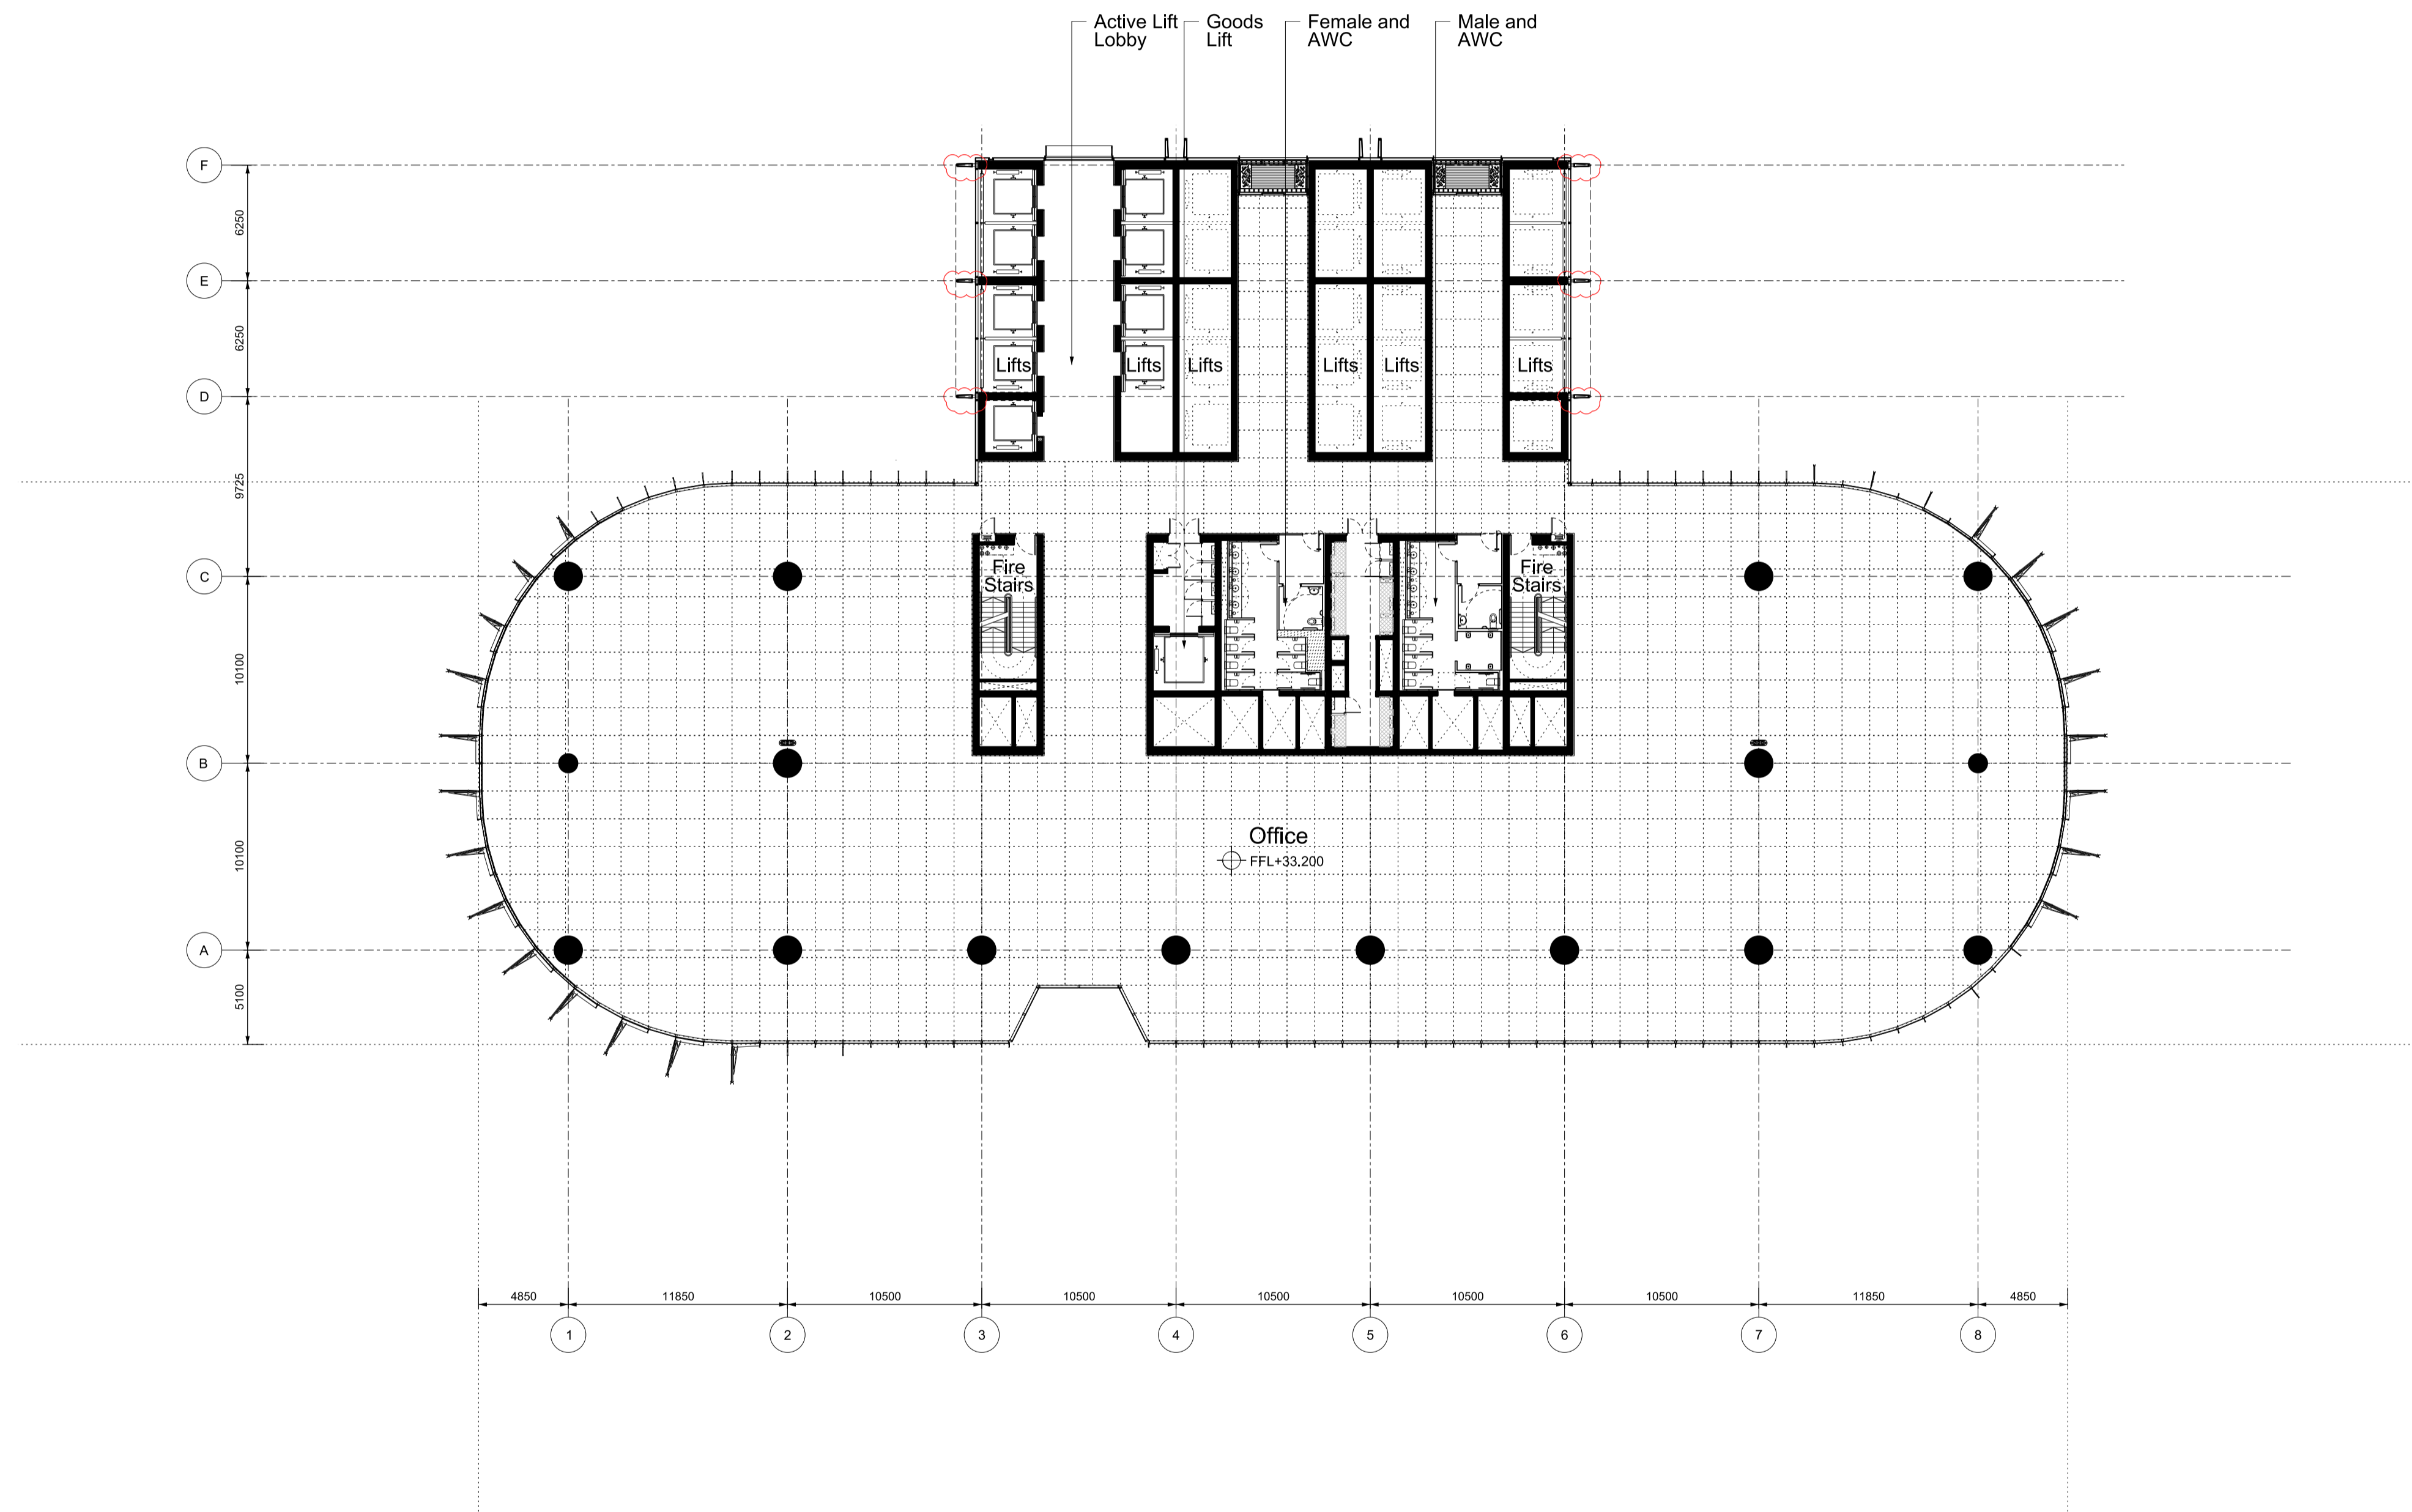 Active Lift
Lobby
Goods
Lift
Female and
AWC
Male and
AWC
F
6250
E
6250
Lifts
Lifts
Lifts
Lifts
Lifts
Lifts
D
9725
Fire
Stairs
Fire
Stairs
C
10100
B
10100
Office
FFL+33.200
A
5100
4850
11850
10500
10500
10500
10500
10500
11850
4850
1
2
3
4
5
6
7
8